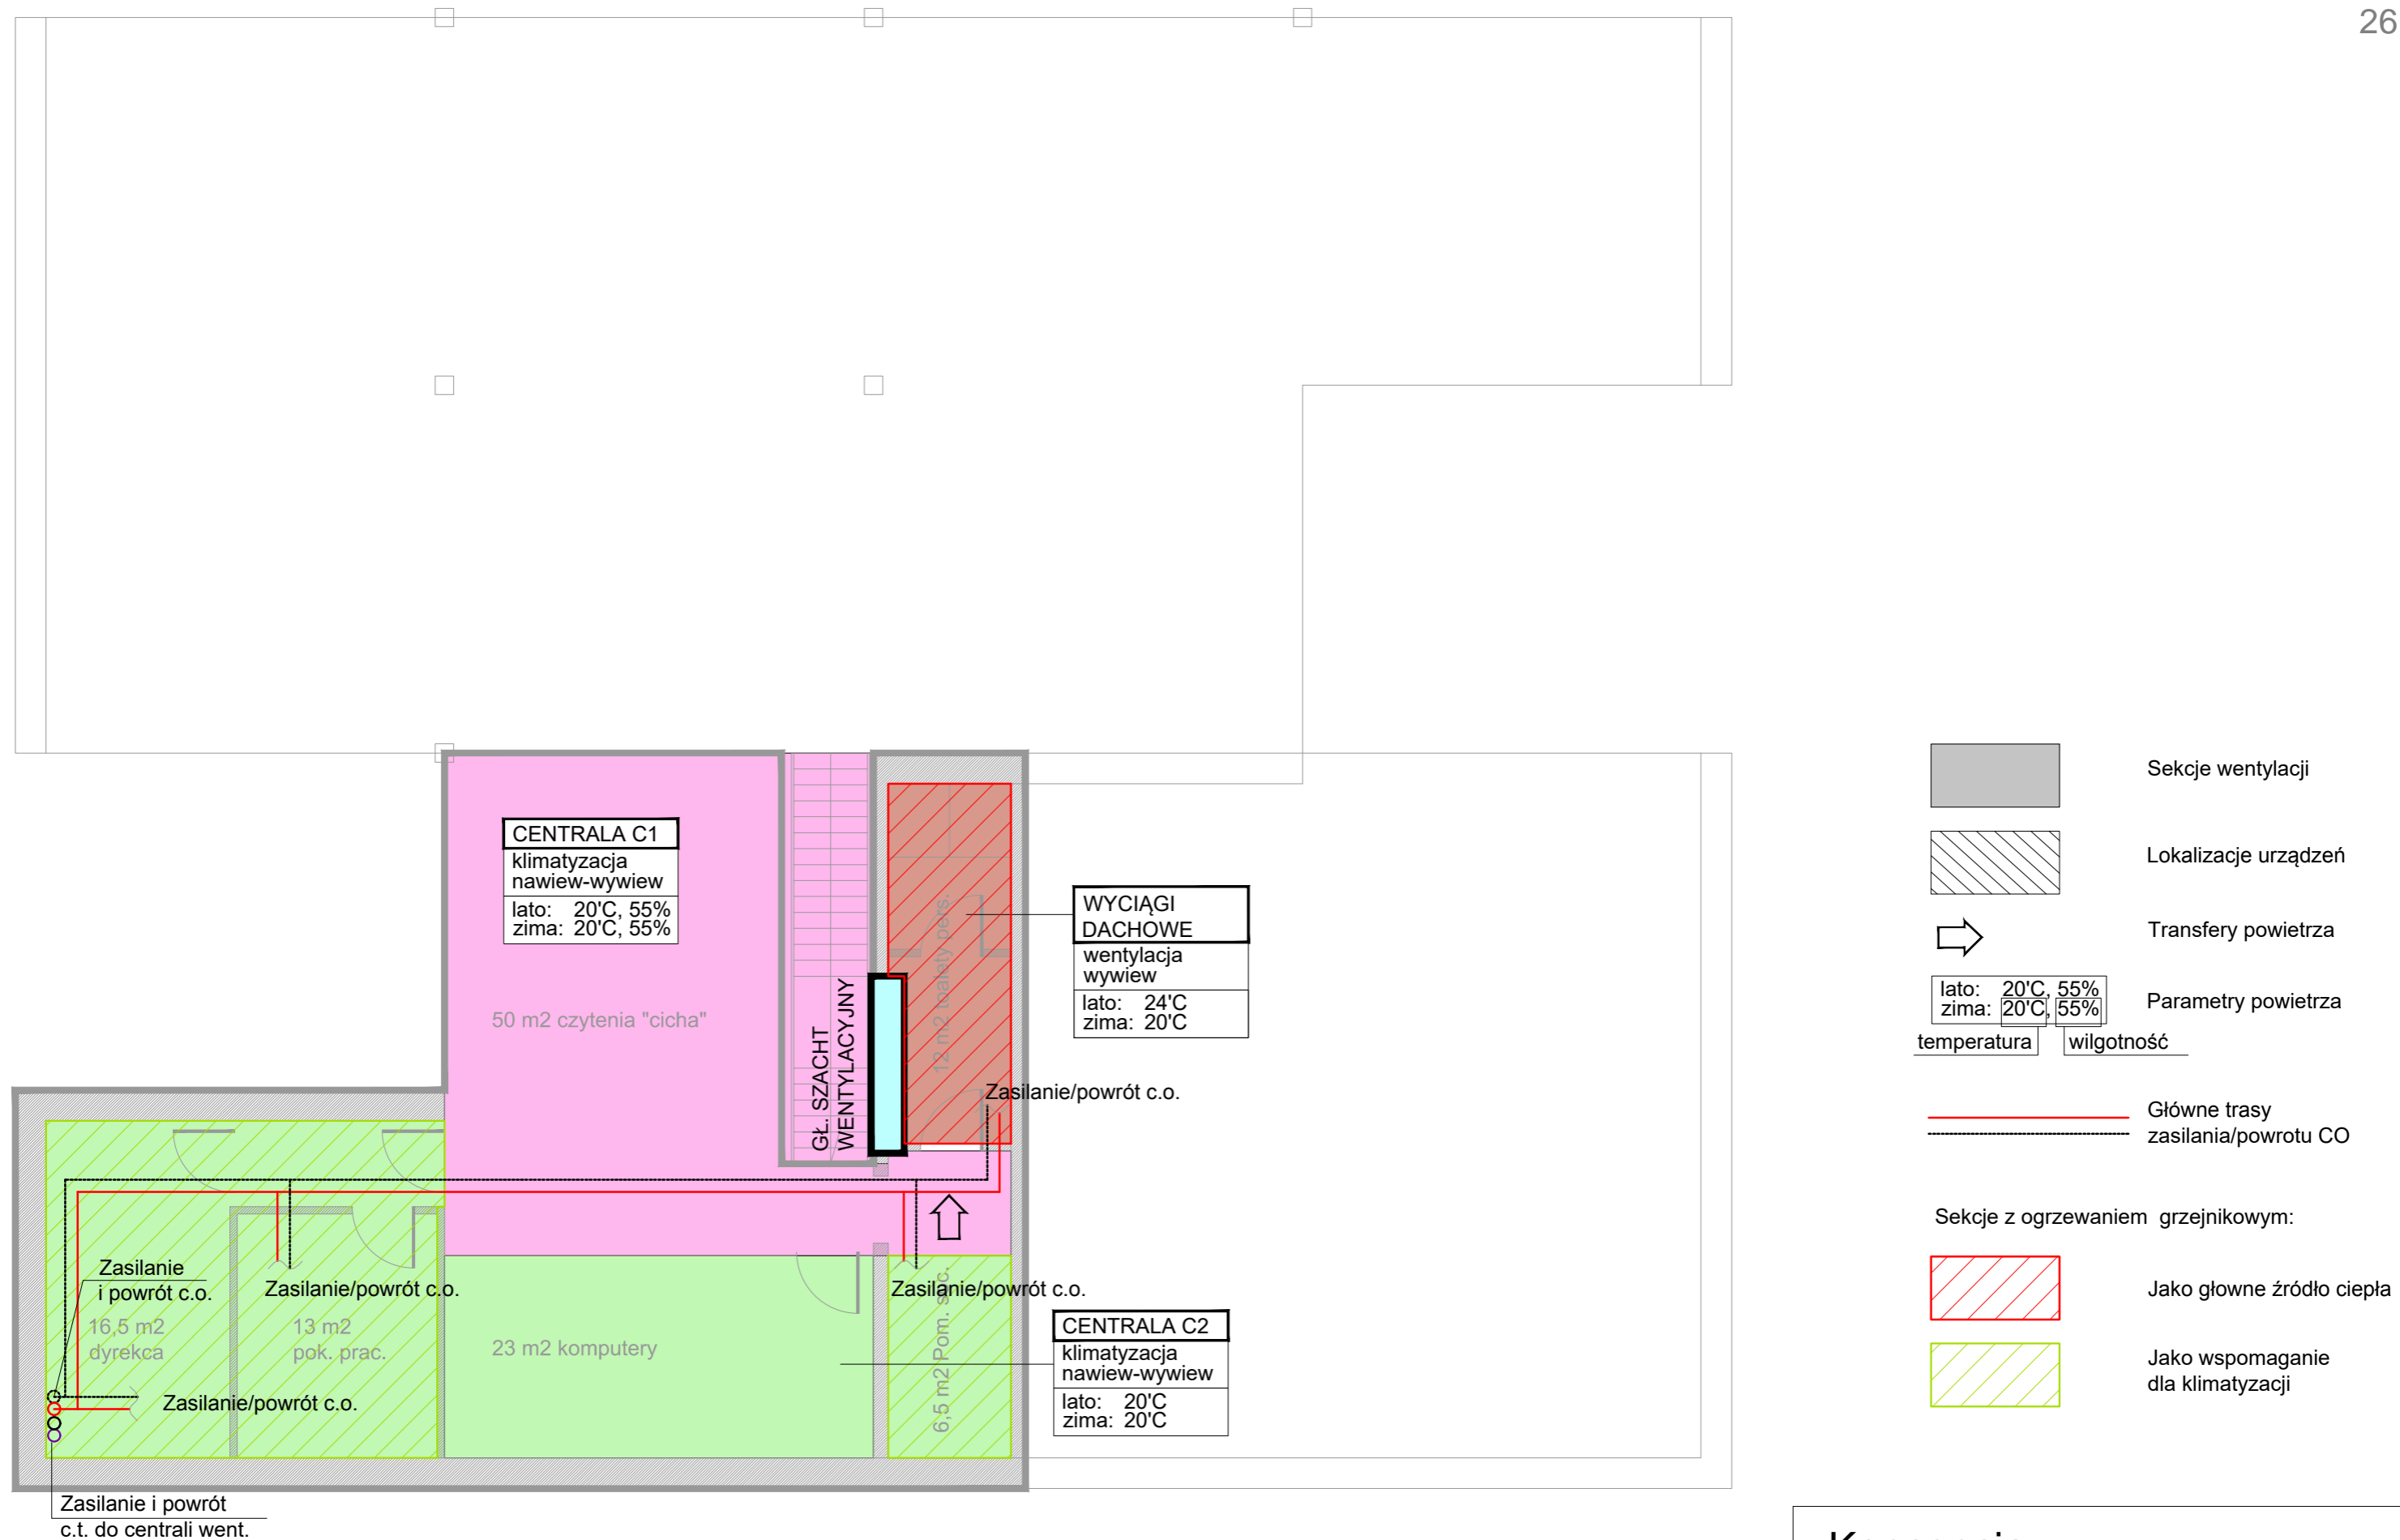 26
CENTRALA C1
klimatyzacja
nawiew-wywiew
lato: 20'C, 55%
zima: 20'C, 55%
50 m2 czytenia "cicha"
GŁ. SZACHT
WENTYLACYJNY
12 m2 toalety pers.
WYCIĄGI
DACHOWE
wentylacja
wywiew
lato: 24'C
zima: 20'C
Zasilanie/powrót c.o.
Zasilanie
i powrót c.o.
16,5 m2
dyrekca
Zasilanie/powrót c.o.
13 m2
pok. prac.
Zasilanie/powrót c.o.
23 m2 komputery
Zasilanie/powrót c.o.
6,5 m2 Pom. soc.
CENTRALA C2
klimatyzacja
nawiew-wywiew
lato: 20'C
zima: 20'C
Zasilanie i powrót
c.t. do centrali went.
Sekcje wentylacji
Lokalizacje urządzeń
Transfery powietrza
lato: 20'C, 55%
zima: 20'C, 55%
Parametry powietrza
temperatura
wilgotność
Główne trasy
zasilania/powrotu CO
Sekcje z ogrzewaniem grzejnikowym:
Jako głowne źródło ciepła
Jako wspomaganie
dla klimatyzacji